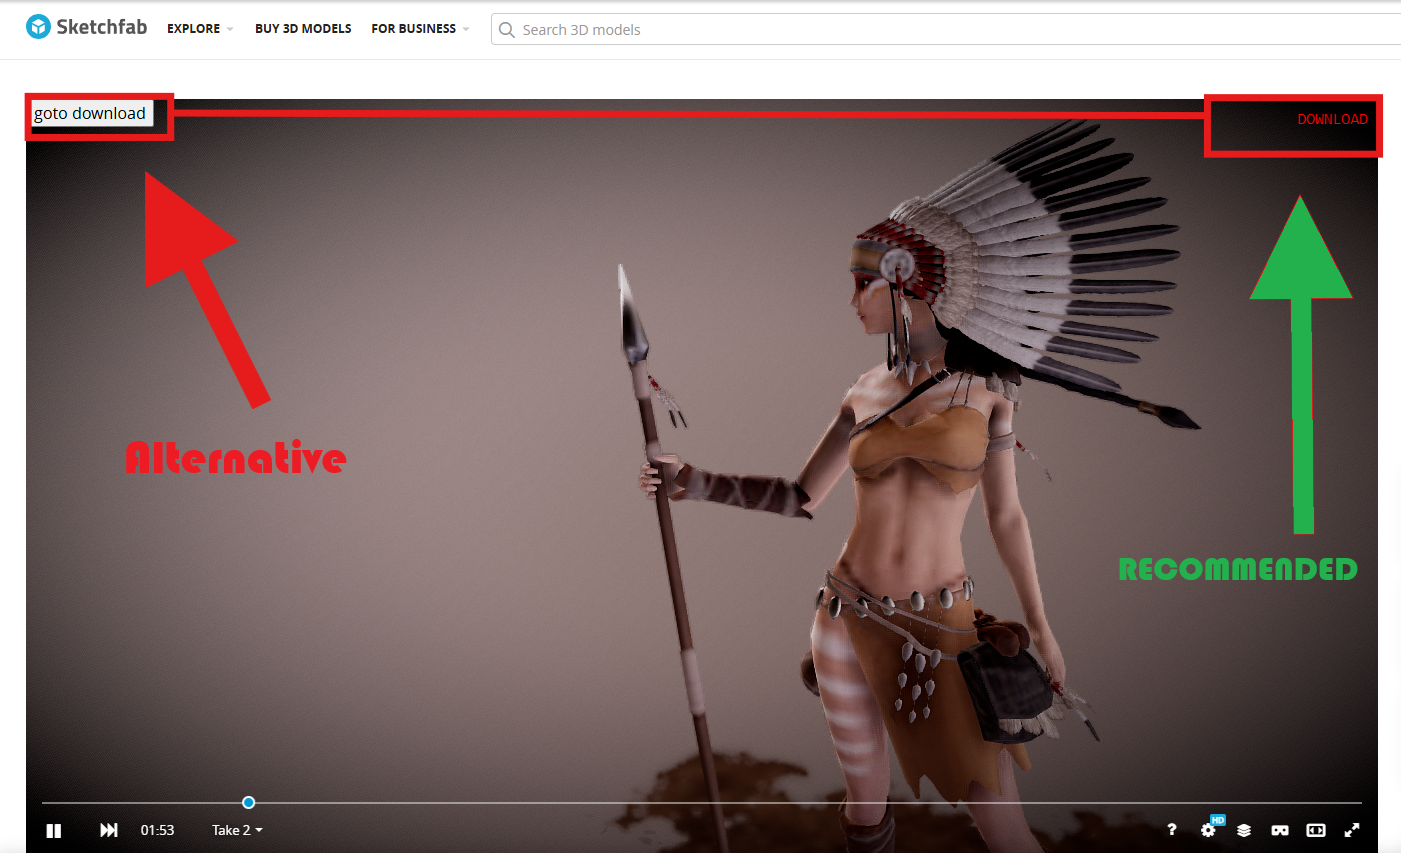 Sketchfab EXPLORE BUY 3D MODELS FOR BUSINESS Search 3D models
goto download
DOWNLOAD
Alternative
RECOMMENDED
01:53 Take 2 ? HD